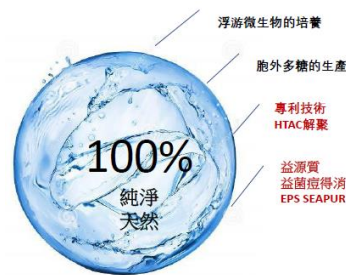 浮游微生物的培養
胞外多糖的生產
專利技術
HTAC解聚
100%
純淨
天然
益源質
益菌痘得消
EPS SEAPUR